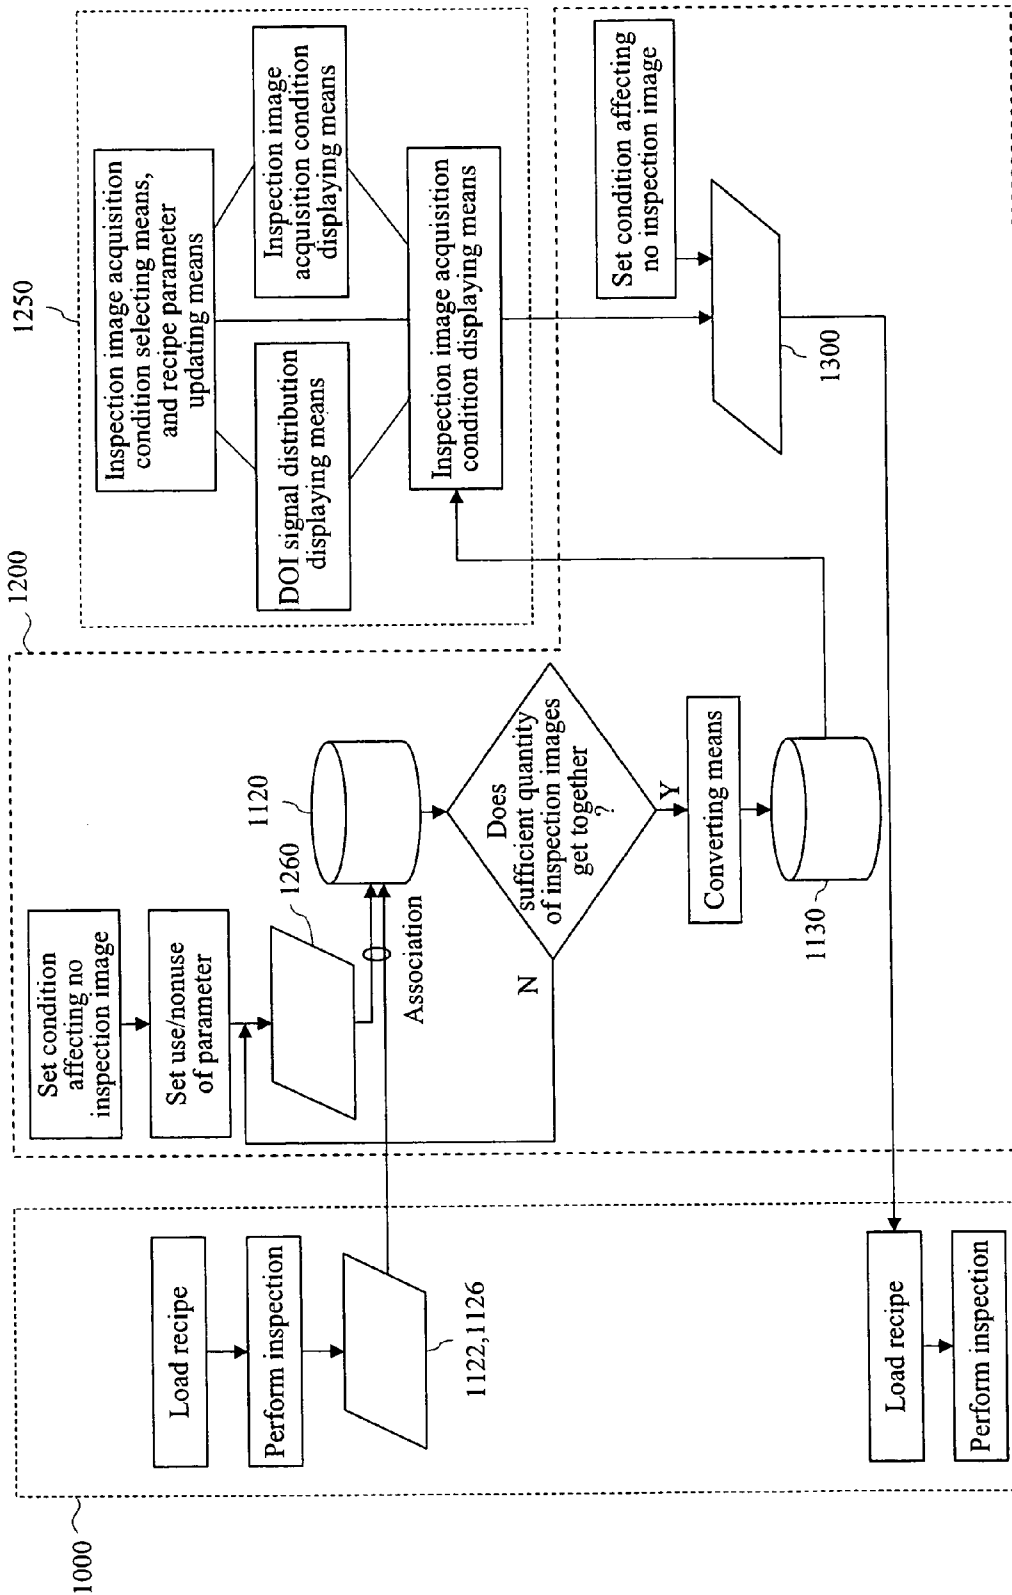 1000
Load recipe
Perform inspection
1122,1126
Load recipe
Perform inspection
1200
Set condition
affecting no
inspection image
Set use/nonuse
of parameter
1260
Association
1120
Does
sufficient quantity
of inspection images
get together
?
N
Y
Converting means
1130
1250
Inspection image acquisition
condition selecting means,
and recipe parameter
updating means
DOI signal distribution
displaying means
Inspection image
acquisition condition
displaying means
Inspection image acquisition
condition displaying means
Set condition affecting
no inspection image
1300